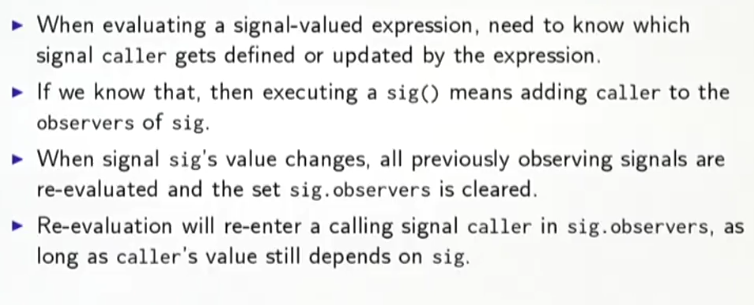 When evaluating a signal-valued expression, need to know which
signal caller gets defined or updated by the expression.
If we know that, then executing a sig() means adding caller to the
observers of sig.
When signal sig's value changes, all previously observing signals are
re-evaluated and the set sig.observers is cleared.
Re-evaluation will re-enter a calling signal caller in sig.observers, as
long as caller's value still depends on sig.